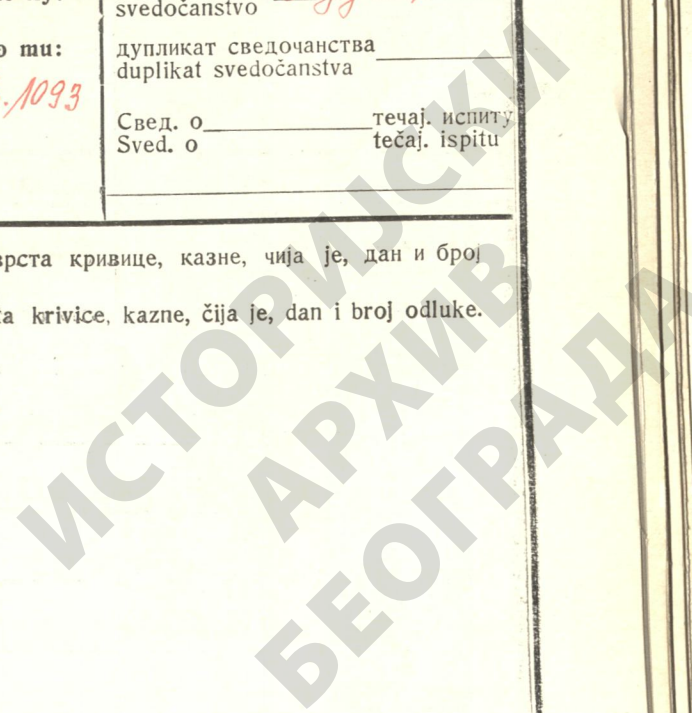 svedočanstvo
o mu:
дупликат сведочанства
duplikat svedočanstva
.1093
Свед. о течај. испиту
Sved. o tečaj. ispitu
врста кривице, казне, чија је, дан и број
krivice, kazne, čija je, dan i broj odluke.
ИСТОРИЈСКИ
АРХИВ
БЕОГРАДА